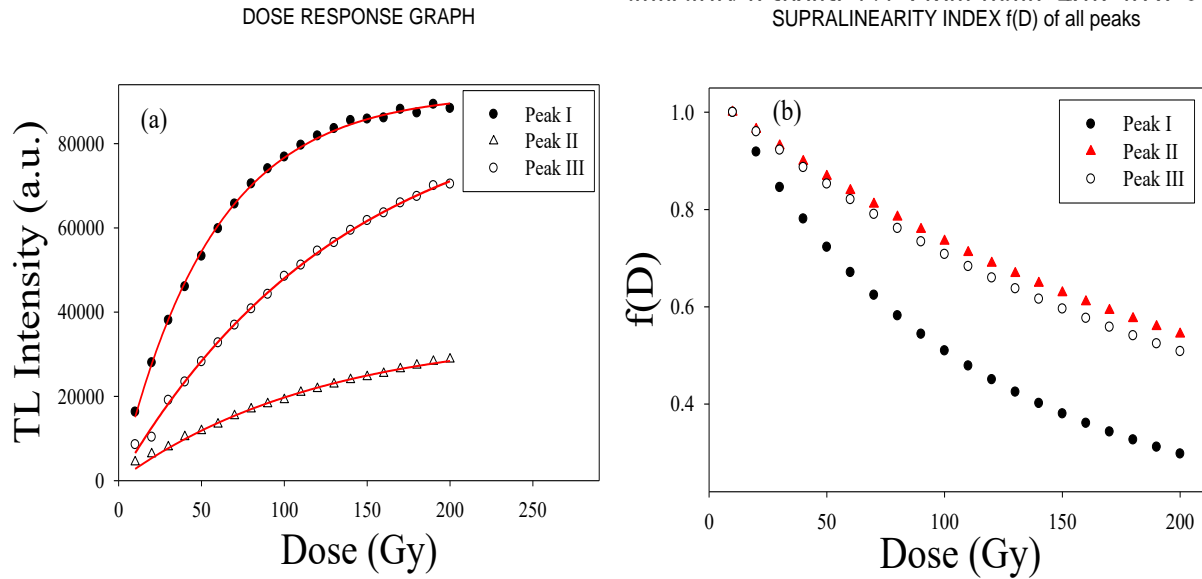 DOSE RESPONSE GRAPH
SUPRALINEARITY INDEX f(D) of all peaks
(a)
Peak I
Peak II
Peak III
TL Intensity (a.u.)
80000
60000
40000
20000
0
0 50 100 150 200 250
Dose (Gy)
(b)
Peak I
Peak II
Peak III
f(D)
1.0
0.8
0.6
0.4
0 50 100 150 200
Dose (Gy)